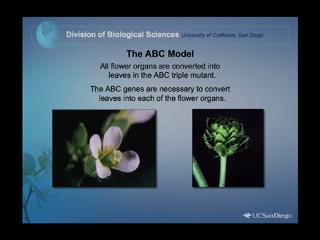 Division of Biological Sciences University of California, San Diego
The ABC Model
All flower organs are converted into
leaves in the ABC triple mutant.
The ABC genes are necessary to convert
leaves into each of the flower organs.
UCSanDiego